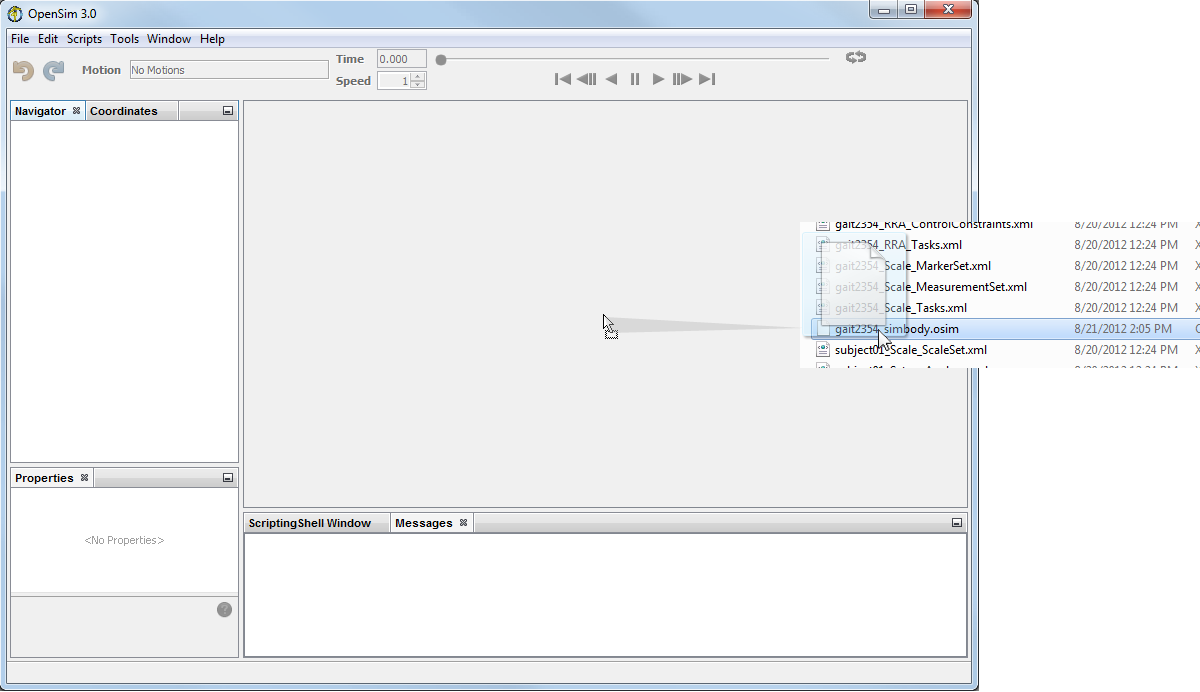 OpenSim 3.0
File Edit Scripts Tools Window Help
Motion No Motions
Time 0.000
Speed 1
Navigator Coordinates
gait2354_RRA_ControlConstraints.xml 8/20/2012 12:24 PM X
gait2354_RRA_Tasks.xml 8/20/2012 12:24 PM X
gait2354_Scale_MarkerSet.xml 8/20/2012 12:24 PM X
gait2354_Scale_MeasurementSet.xml 8/20/2012 12:24 PM X
gait2354_Scale_Tasks.xml 8/20/2012 12:24 PM X
gait2354_simbody.osim 8/21/2012 2:05 PM
subject01_Scale_ScaleSet.xml 8/20/2012 12:24 PM X
Properties
<No Properties>
?
ScriptingShell Window Messages